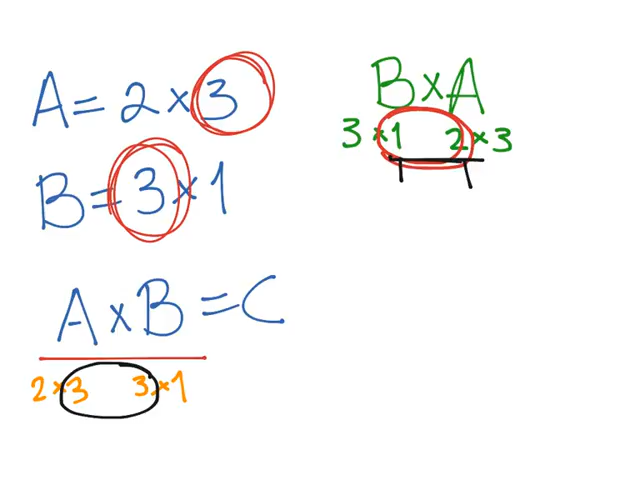 A = 2 × 3
B = 3 × 1
A × B = C
2 × 3 3 × 1
B × A
3 × 1 2 × 3